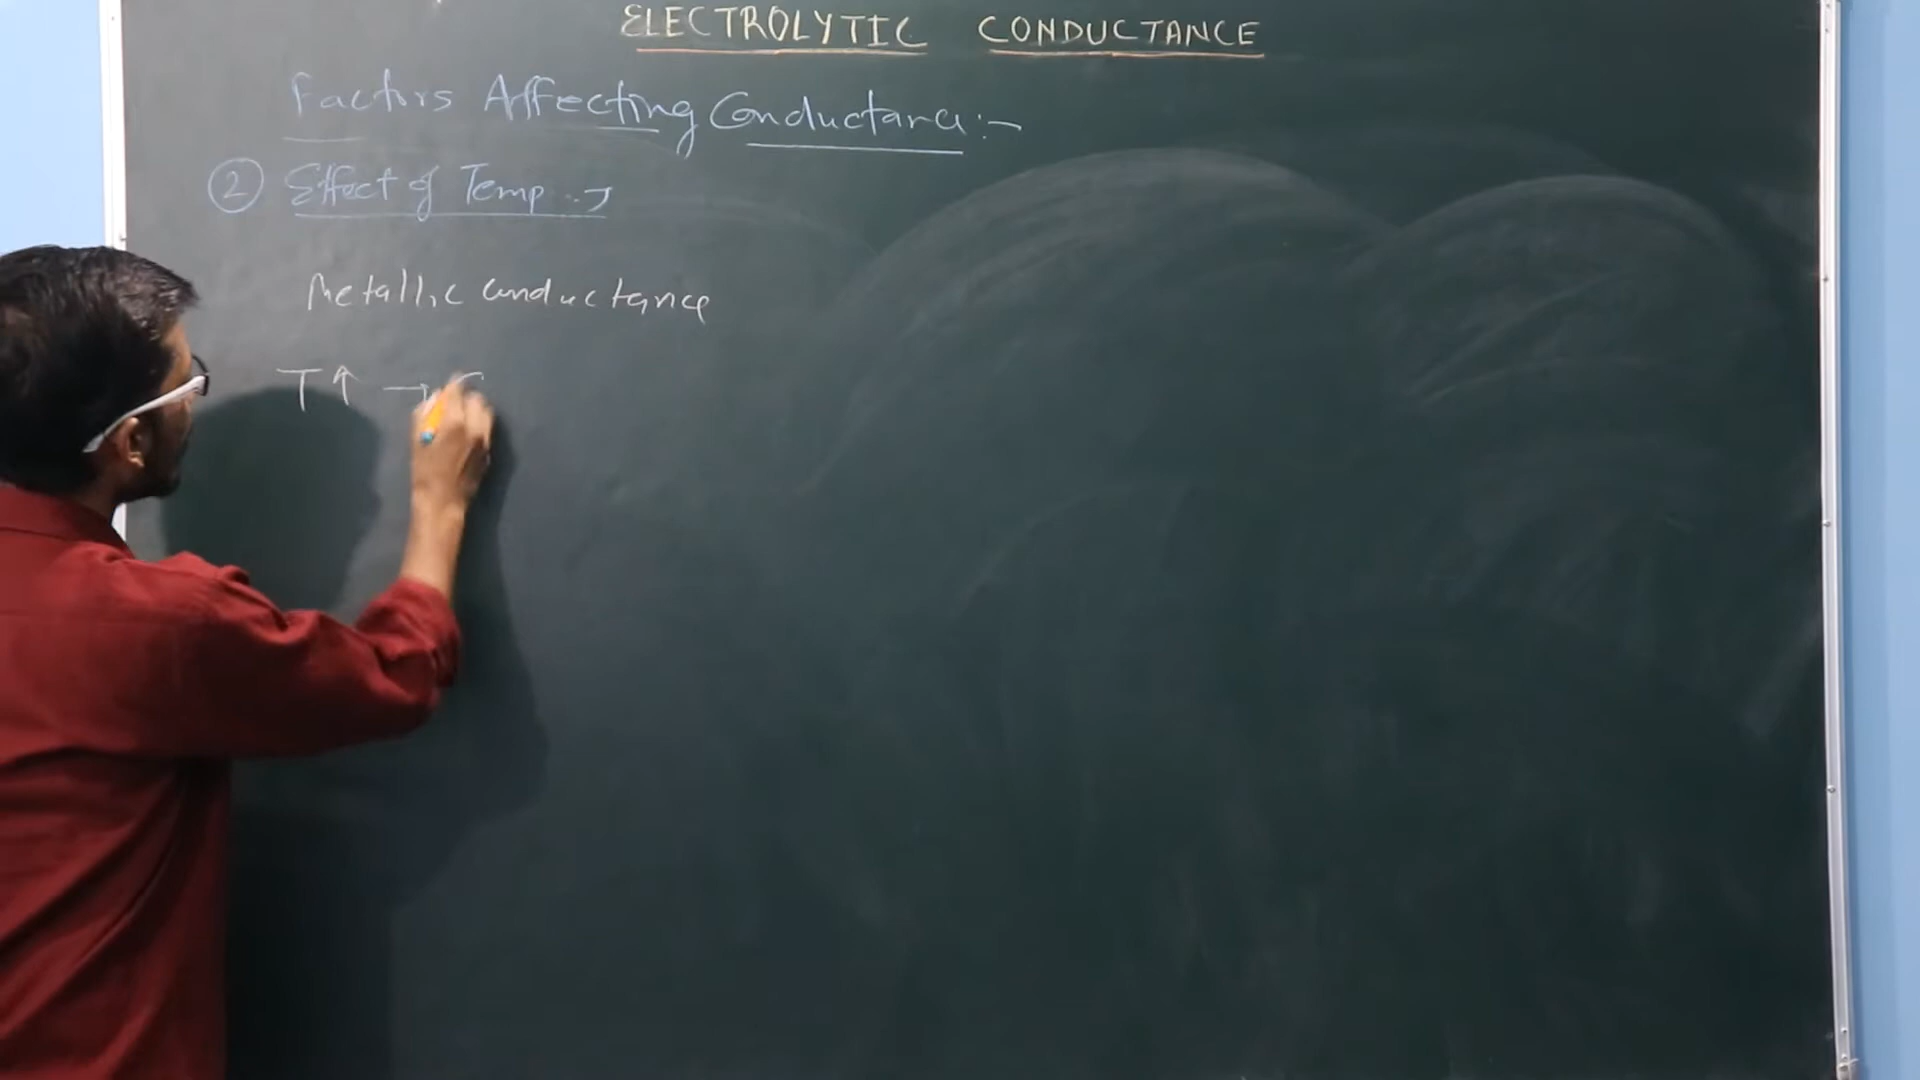 ELECTROLYTIC CONDUCTANCE
Factors Affecting Conductance:-
② Effect of Temp :→
Metallic conductance
T↑ →